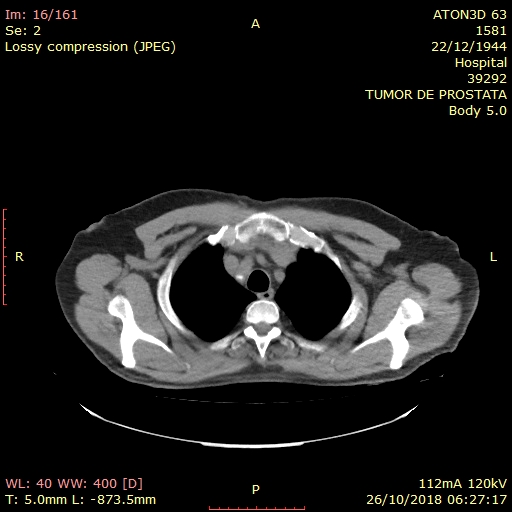 Im: 16/161
Se: 2
Lossy compression (JPEG)
A
ATON3D 63
1581
22/12/1944
Hospital
39292
TUMOR DE PROSTATA
Body 5.0
R
L
WL: 40 WW: 400 [D]
T: 5.0mm L: -873.5mm
P
112mA 120kV
26/10/2018 06:27:17